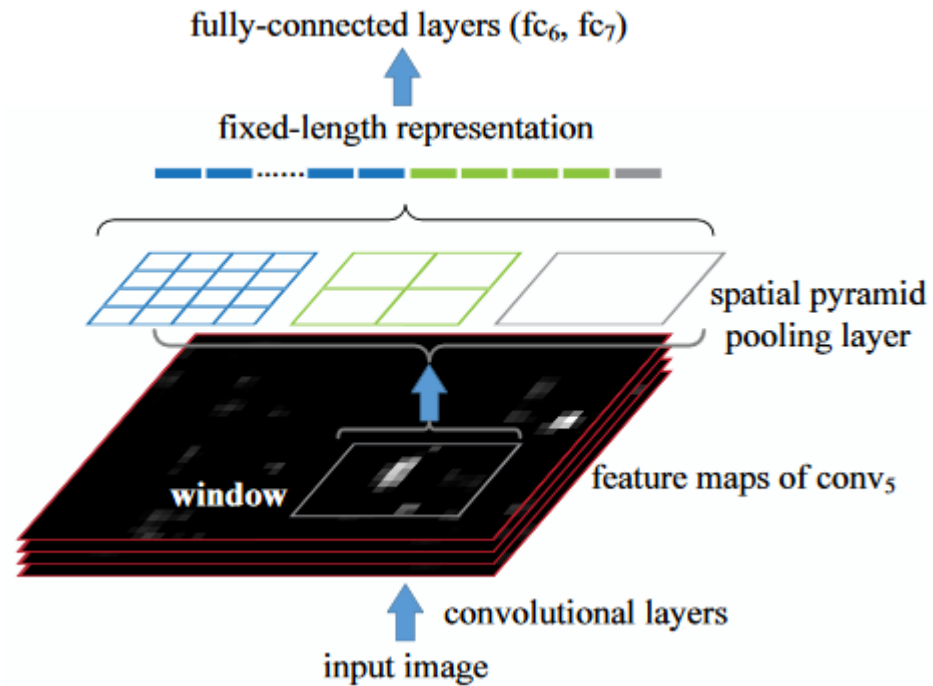 fully-connected layers (fc₆, fc₇)
fixed-length representation
......
spatial pyramid
pooling layer
window
feature maps of conv₅
convolutional layers
input image